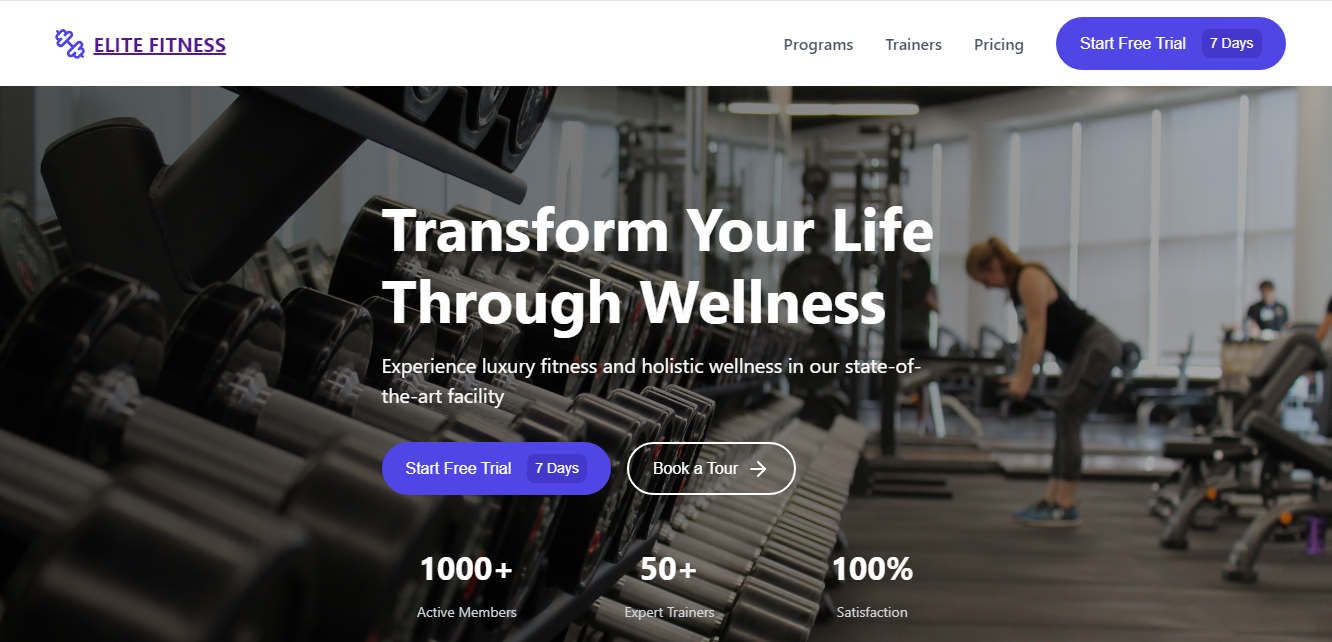 ELITE FITNESS
Programs
Trainers
Pricing
Start Free Trial 7 Days
Transform Your Life
Through Wellness
Experience luxury fitness and holistic wellness in our state-of-
the-art facility
Start Free Trial 7 Days
Book a Tour →
1000+ 50+ 100%
Active Members Expert Trainers Satisfaction